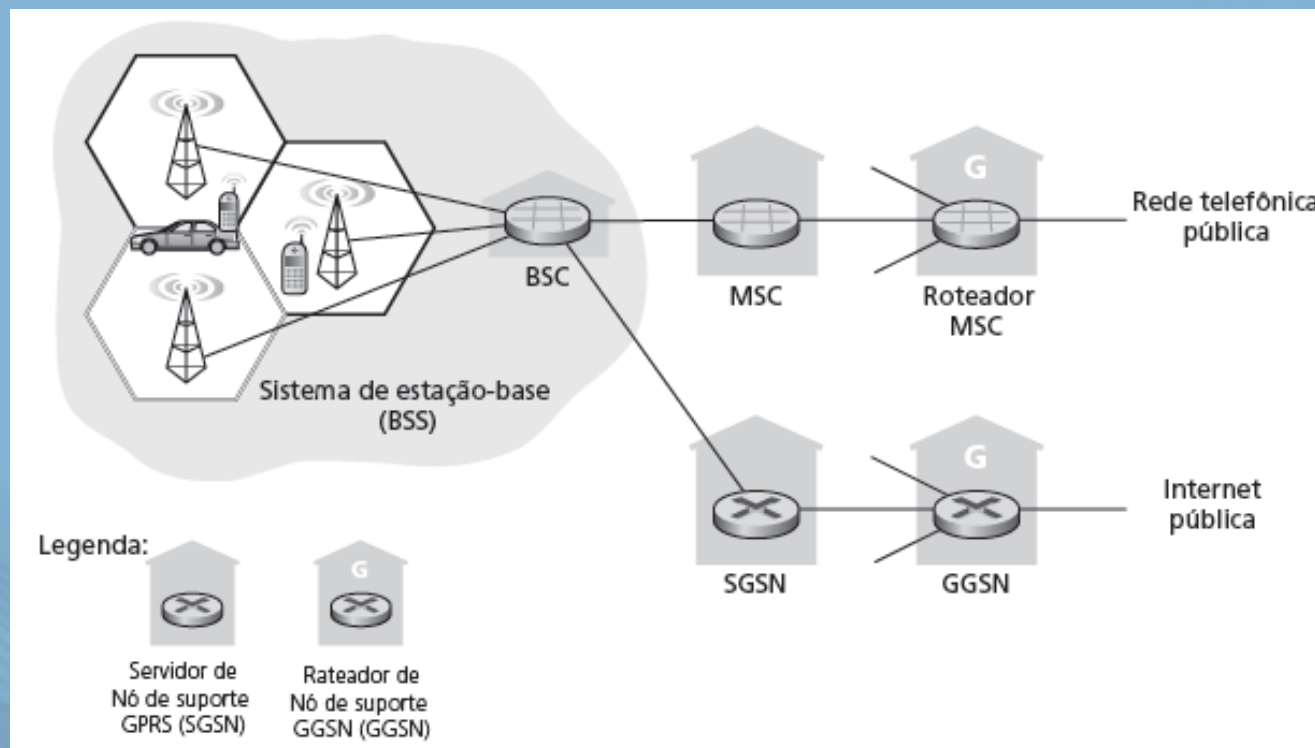 G
Rede telefônica
pública
BSC
MSC
Roteador
MSC
Sistema de estação-base
(BSS)
G
Internet
pública
SGSN
GGSN
Legenda:
G
Servidor de
Nó de suporte
GPRS (SGSN)
Rateador de
Nó de suporte
GGSN (GGSN)